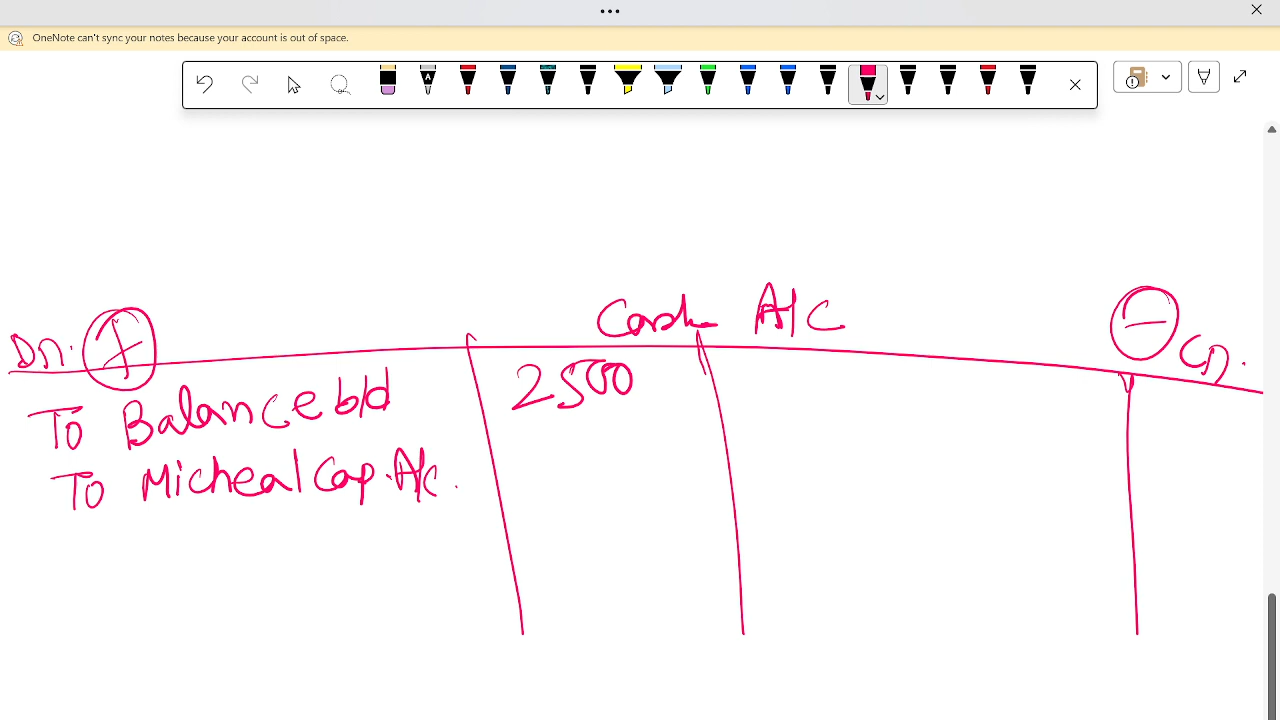 OneNote can't sync your notes because your account is out of space.
Cash A/c
Dr. +
− Cr.
To Balance b/d 2500
To Micheal Cap. A/c.